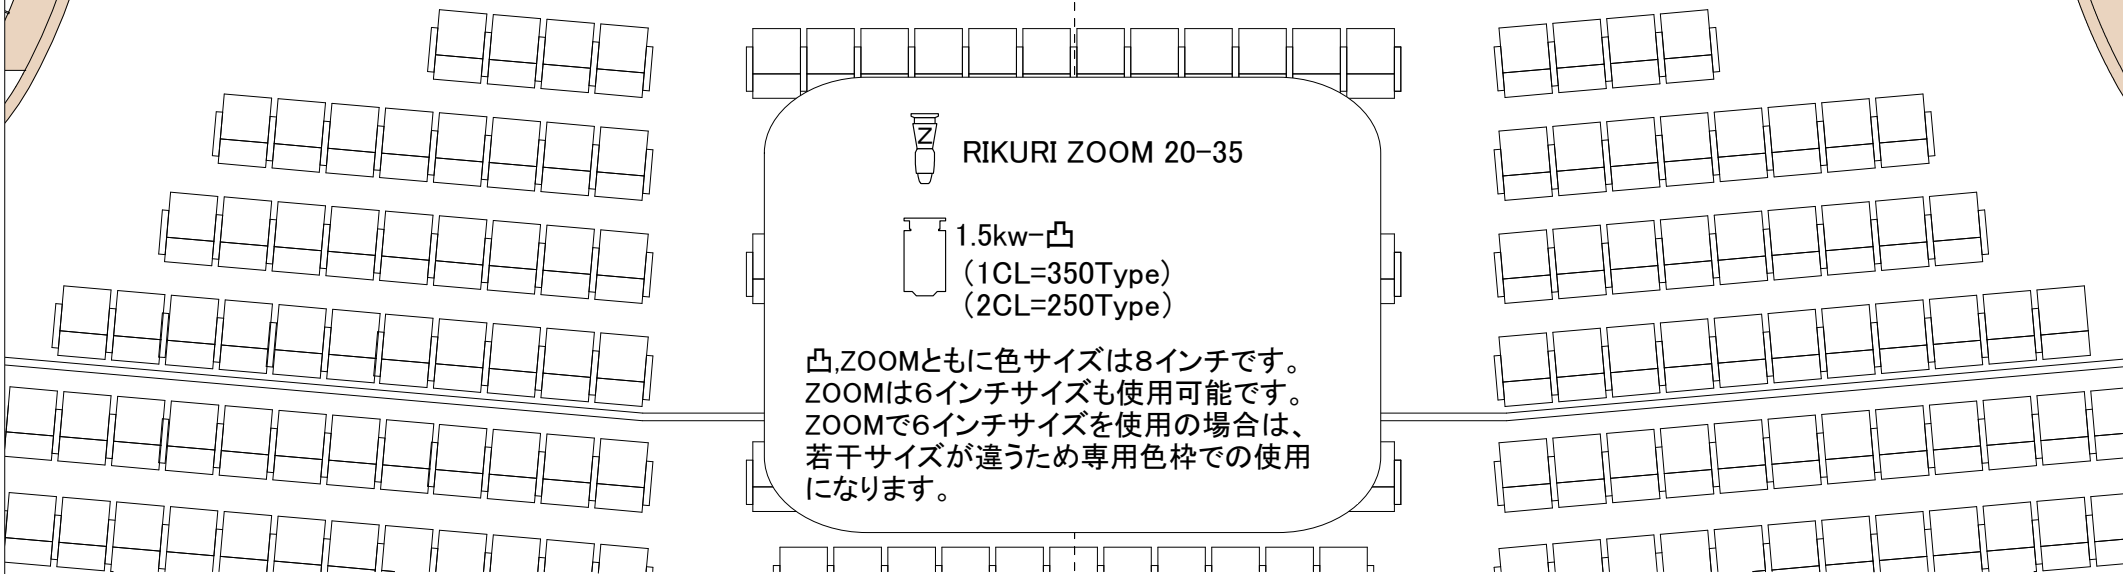 Z
RIKURI ZOOM 20-35
1.5kw-凸
（1CL=350Type）
（2CL=250Type）
凸,ZOOMともに色サイズは８インチです。
ZOOMは６インチサイズも使用可能です。
ZOOMで６インチサイズを使用の場合は、
若干サイズが違うため専用色枠での使用
になります。